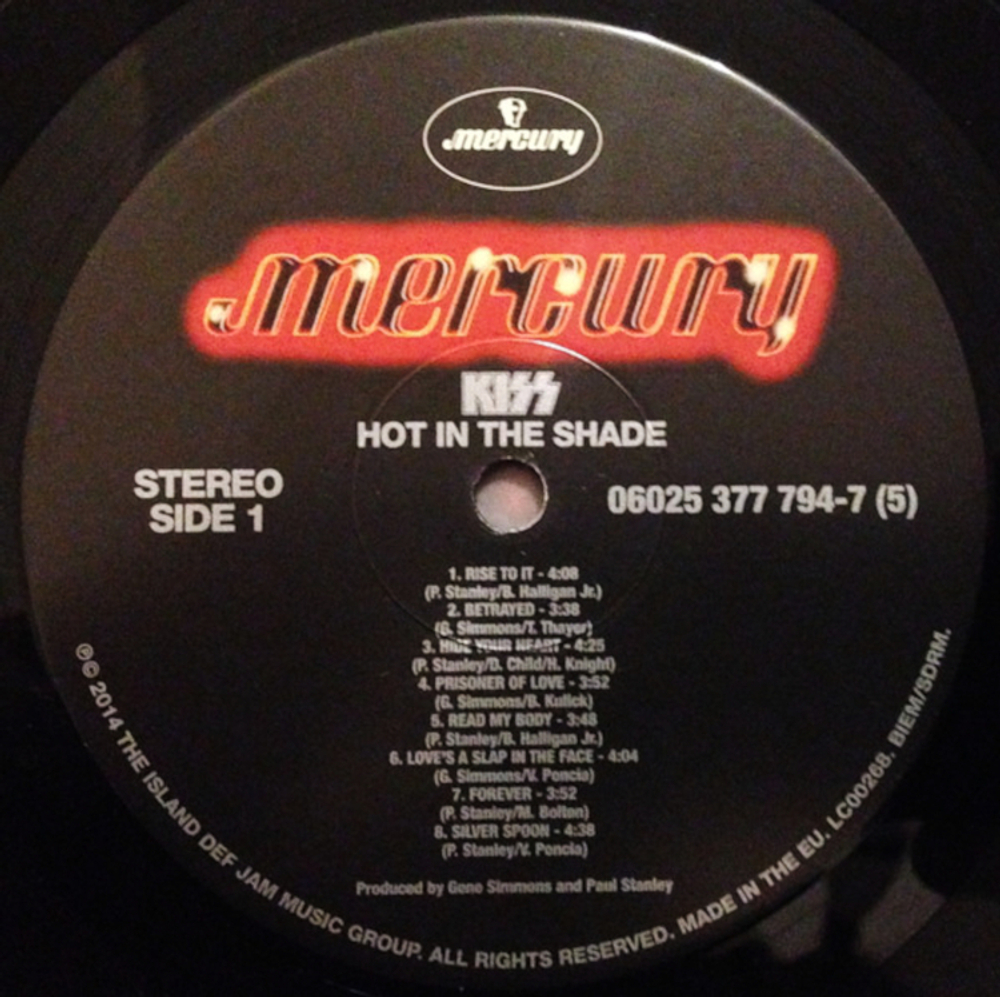 mercury
mercury
KISS
HOT IN THE SHADE
STEREO
SIDE 1
06025 377 794-7 (5)
1. RISE TO IT - 4:08
(P. Stanley/B. Halligan Jr.)
2. BETRAYED - 3:38
(G. Simmons/T. Thayer)
3. HIDE YOUR HEART - 4:25
(P. Stanley/D. Child/H. Knight)
4. PRISONER OF LOVE - 3:52
(G. Simmons/B. Kulick)
5. READ MY BODY - 3:48
(P. Stanley/B. Halligan Jr.)
6. LOVE'S A SLAP IN THE FACE - 4:04
(G. Simmons/V. Poncia)
7. FOREVER - 3:52
(P. Stanley/M. Bolton)
8. SILVER SPOON - 4:38
(P. Stanley/V. Poncia)
Produced by Gene Simmons and Paul Stanley
℗© 2014 THE ISLAND DEF JAM MUSIC GROUP. ALL RIGHTS RESERVED. MADE IN THE EU. LC00268. BIEM/SDRM.